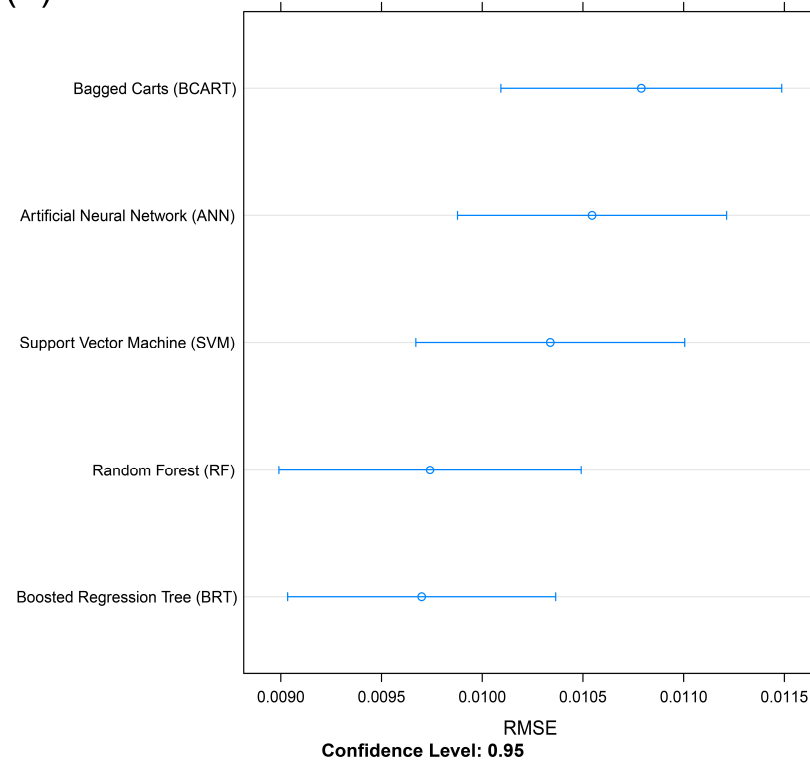 Bagged Carts (BCART)
Artificial Neural Network (ANN)
Support Vector Machine (SVM)
Random Forest (RF)
Boosted Regression Tree (BRT)
0.0090 0.0095 0.0100 0.0105 0.0110 0.0115
RMSE
Confidence Level: 0.95